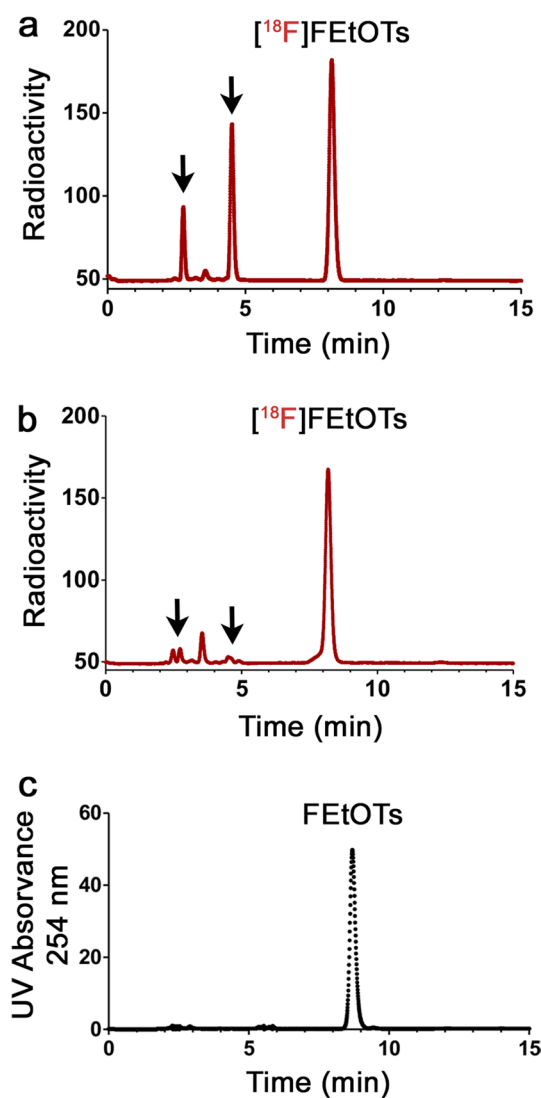 a
[18F]FEtOTs
200
150
100
50
Radioactivity
0 5 10 15
Time (min)
b
[18F]FEtOTs
200
150
100
50
Radioactivity
0 5 10 15
Time (min)
c
FEtOTs
60
40
20
0
UV Absorvance
254 nm
0 5 10 15
Time (min)